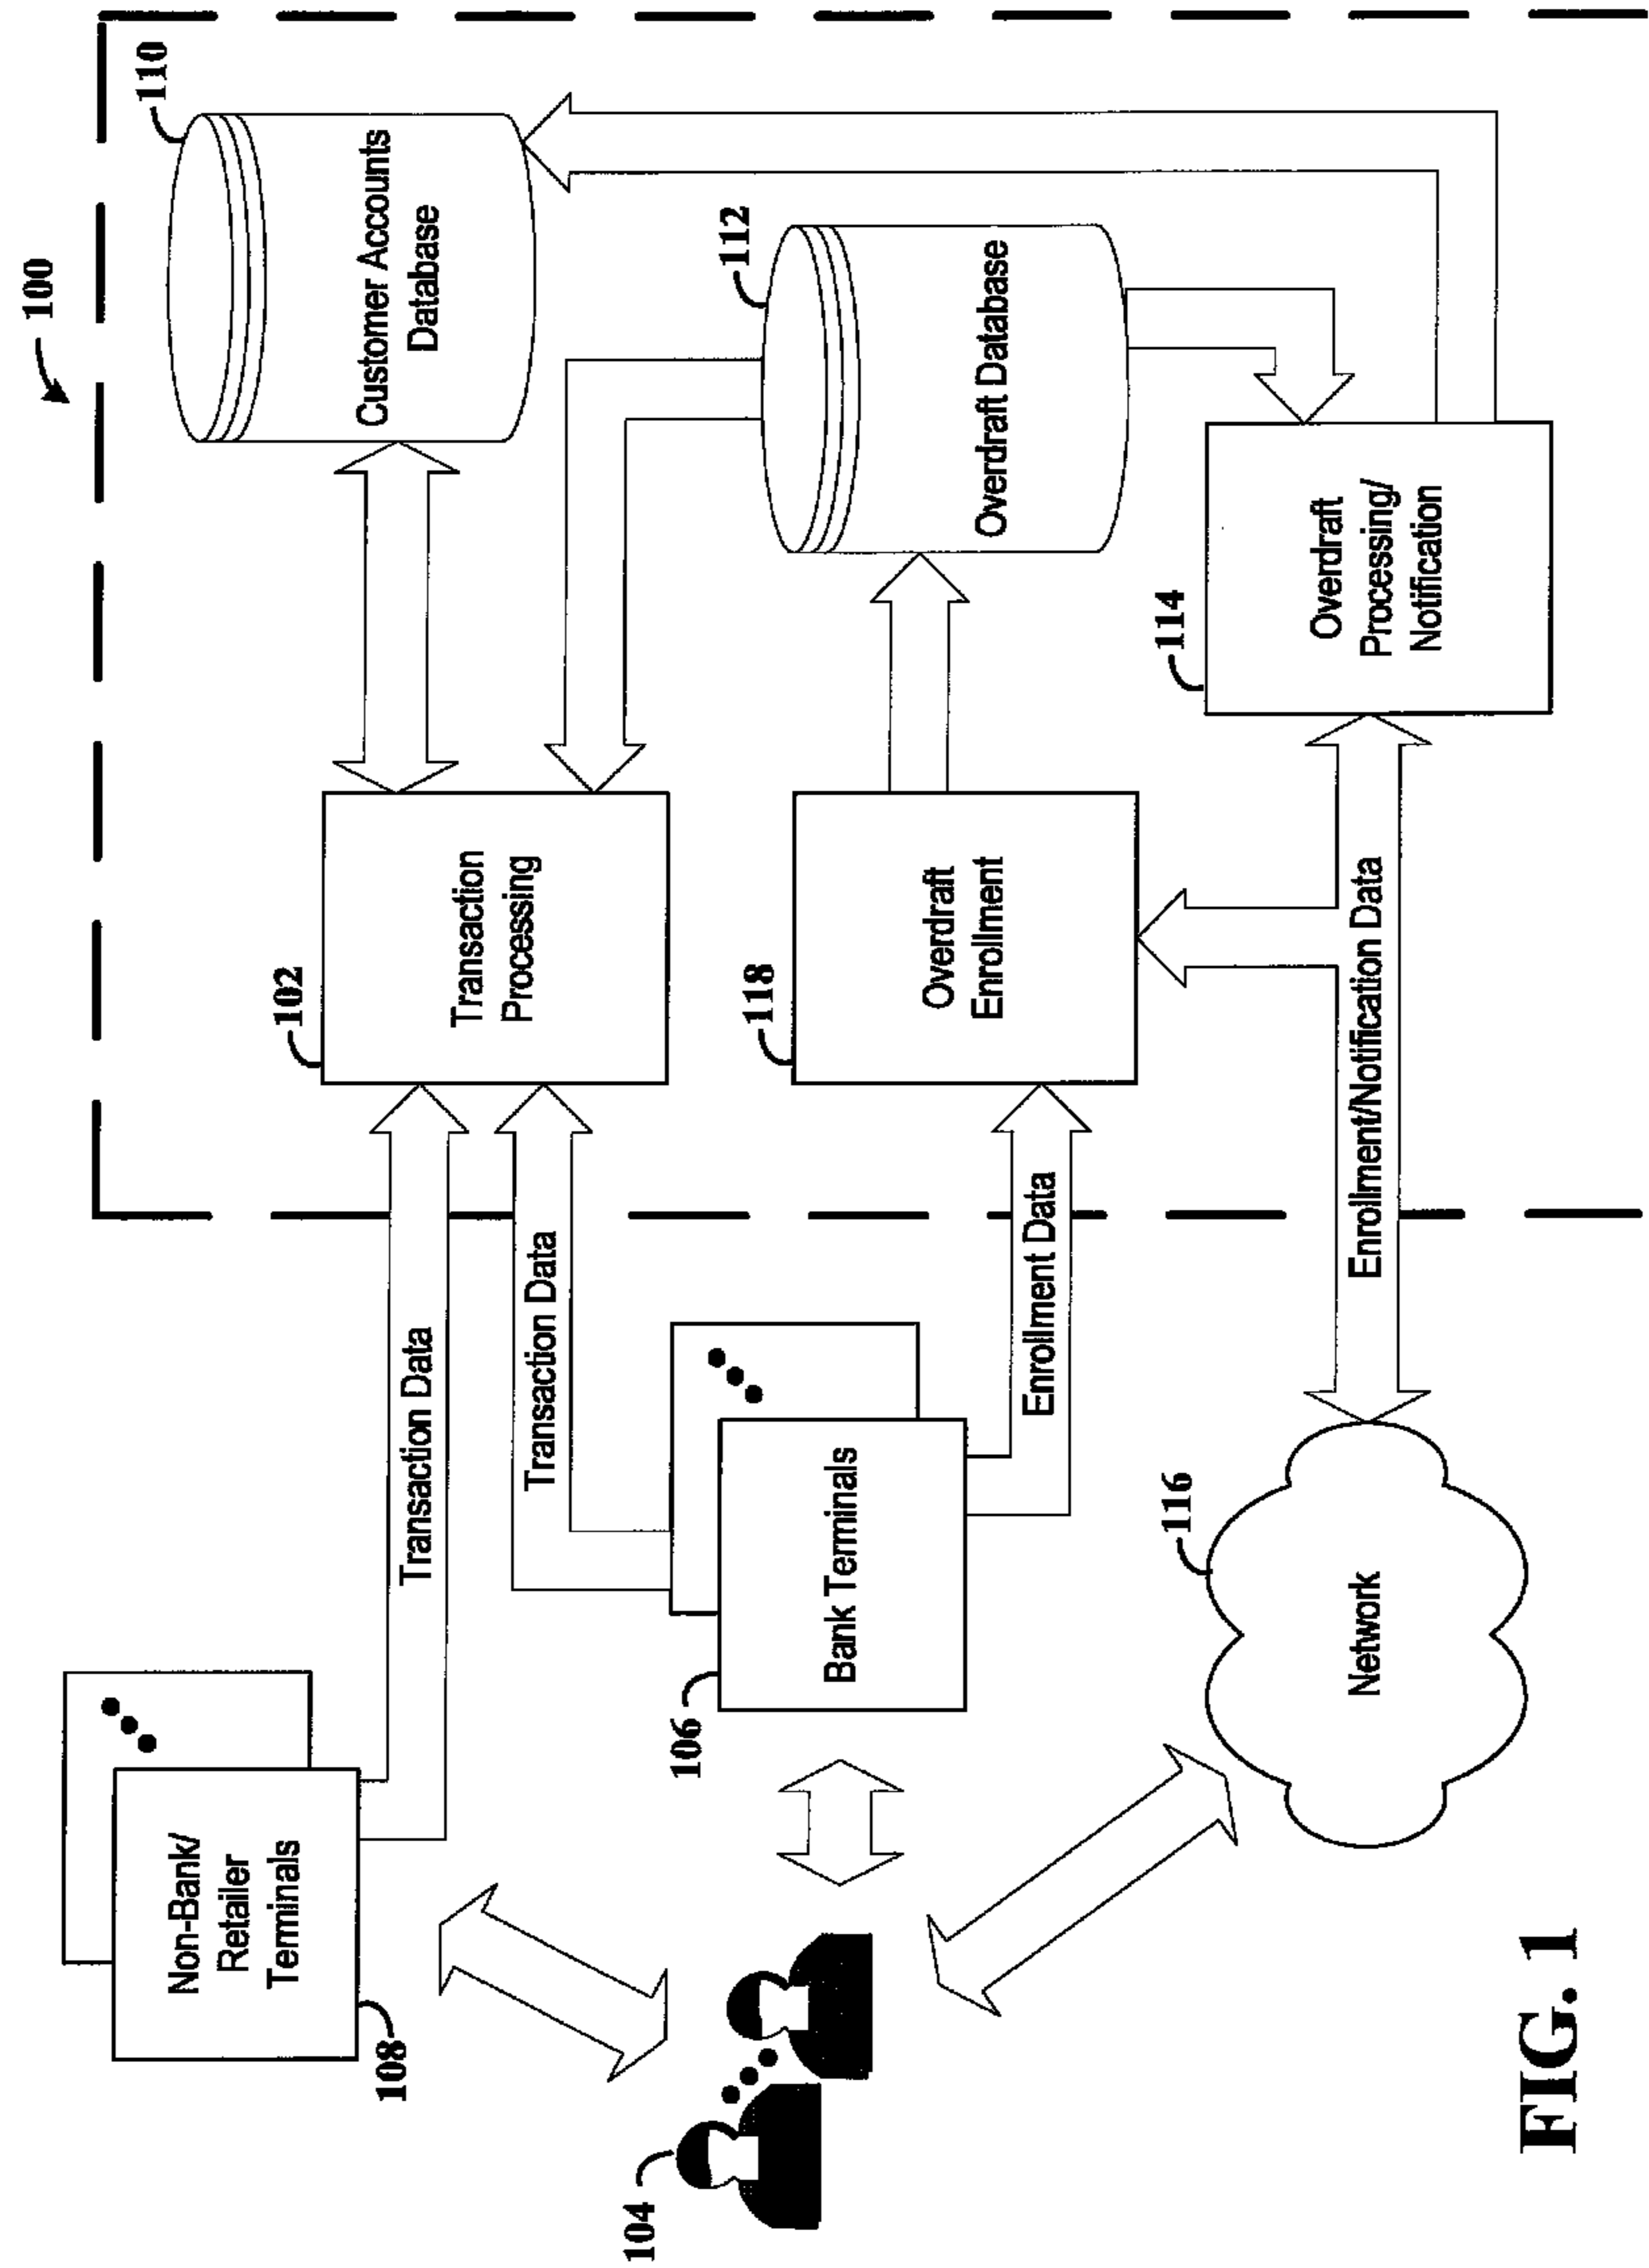 100
108
Non-Bank/
Retailer
Terminals
Transaction Data
102
Transaction
Processing
110
Customer Accounts
Database
104
106
Bank Terminals
Transaction Data
Enrollment Data
118
Overdraft
Enrollment
112
Overdraft Database
116
Network
Enrollment/Notification Data
114
Overdraft
Processing/
Notification
FIG. 1